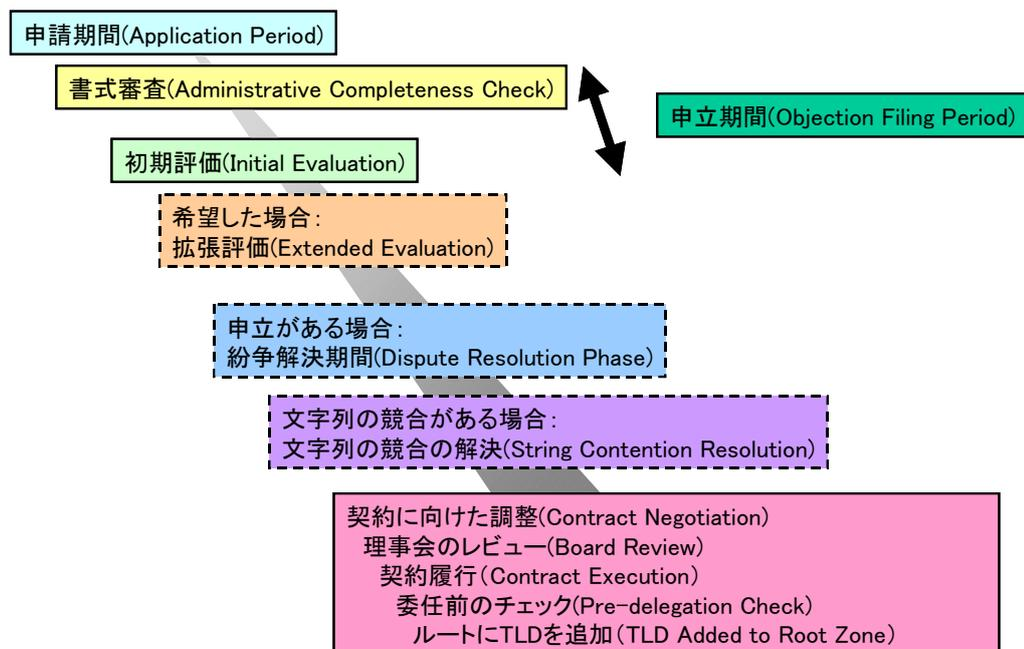 申請期間(Application Period)
書式審査(Administrative Completeness Check)
申立期間(Objection Filing Period)
初期評価(Initial Evaluation)
希望した場合：
拡張評価(Extended Evaluation)
申立がある場合：
紛争解決期間(Dispute Resolution Phase)
文字列の競合がある場合：
文字列の競合の解決(String Contention Resolution)
契約に向けた調整(Contract Negotiation)
理事会のレビュー(Board Review)
契約履行（Contract Execution）
委任前のチェック(Pre-delegation Check)
ルートにTLDを追加（TLD Added to Root Zone）